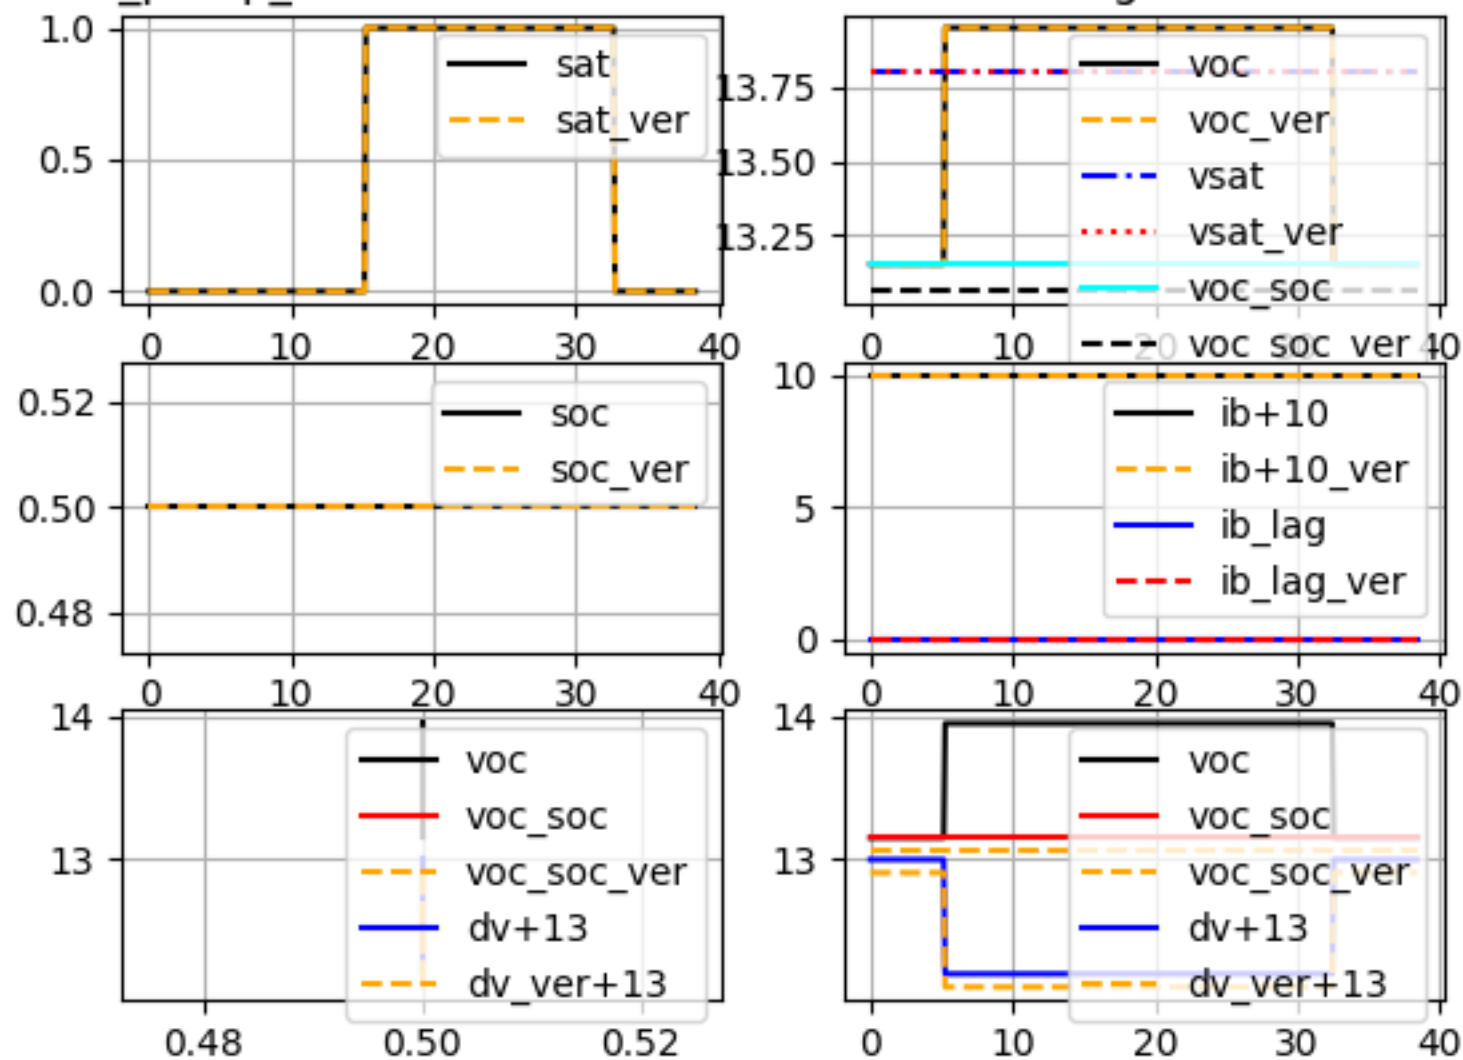 1.0
0.5
0.0
sat
sat_ver
0 10 20 30 40
13.75
13.50
13.25
voc
voc_ver
vsat
vsat_ver
voc_soc
voc_soc_ver
0 10 20 30 40
0.52
0.50
0.48
soc
soc_ver
0 10 20 30 40
10
5
0
ib+10
ib+10_ver
ib_lag
ib_lag_ver
0 10 20 30 40
14
13
voc
voc_soc
voc_soc_ver
dv+13
dv_ver+13
0.48 0.50 0.52
14
13
voc
voc_soc
voc_soc_ver
dv+13
dv_ver+13
0 10 20 30 40